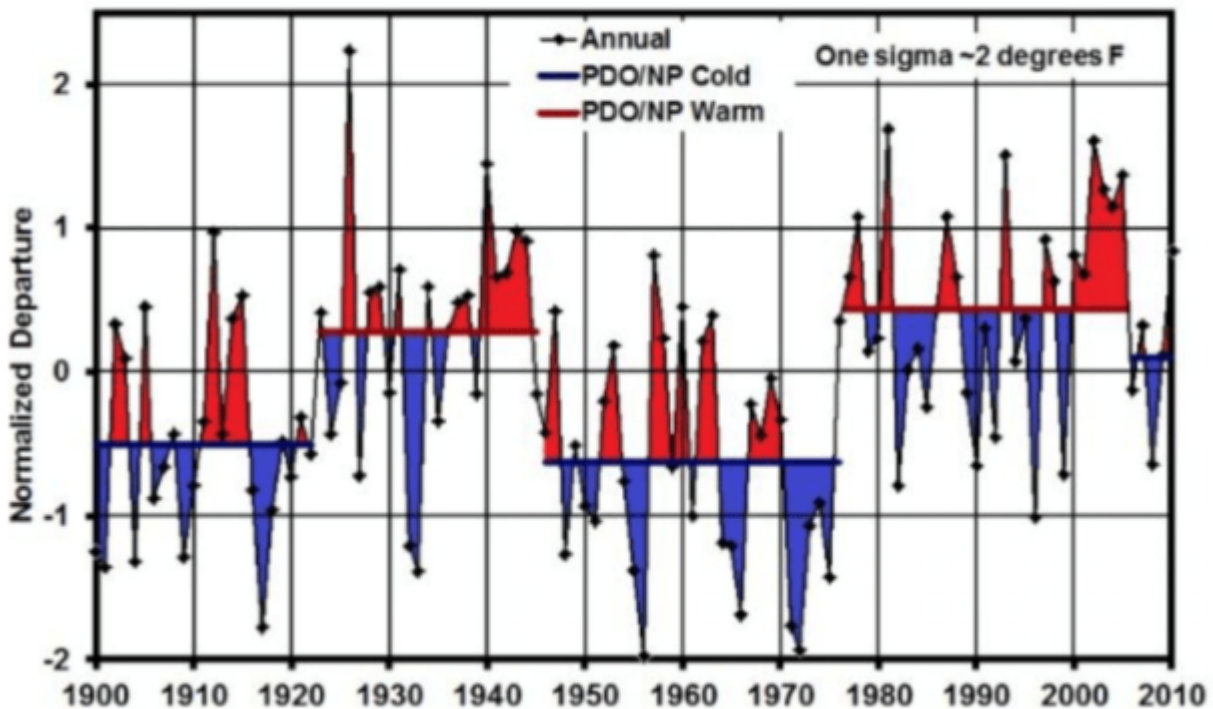 Annual
PDO/NP Cold
PDO/NP Warm
One sigma ~2 degrees F
Normalized Departure
2
1
0
-1
-2
1900 1910 1920 1930 1940 1950 1960 1970 1980 1990 2000 2010